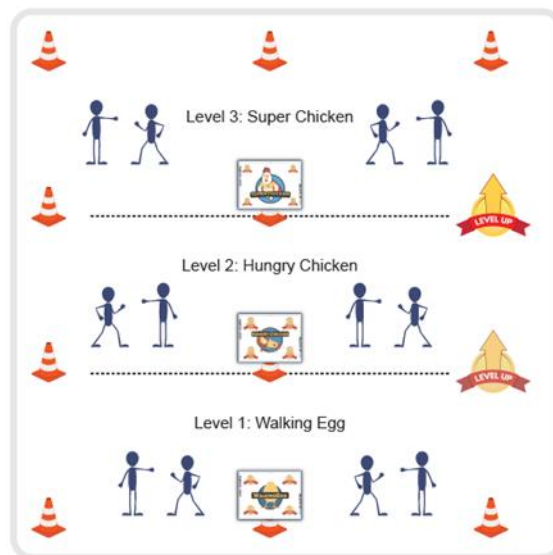 Level 3: Super Chicken
LEVEL UP
Level 2: Hungry Chicken
LEVEL UP
Level 1: Walking Egg